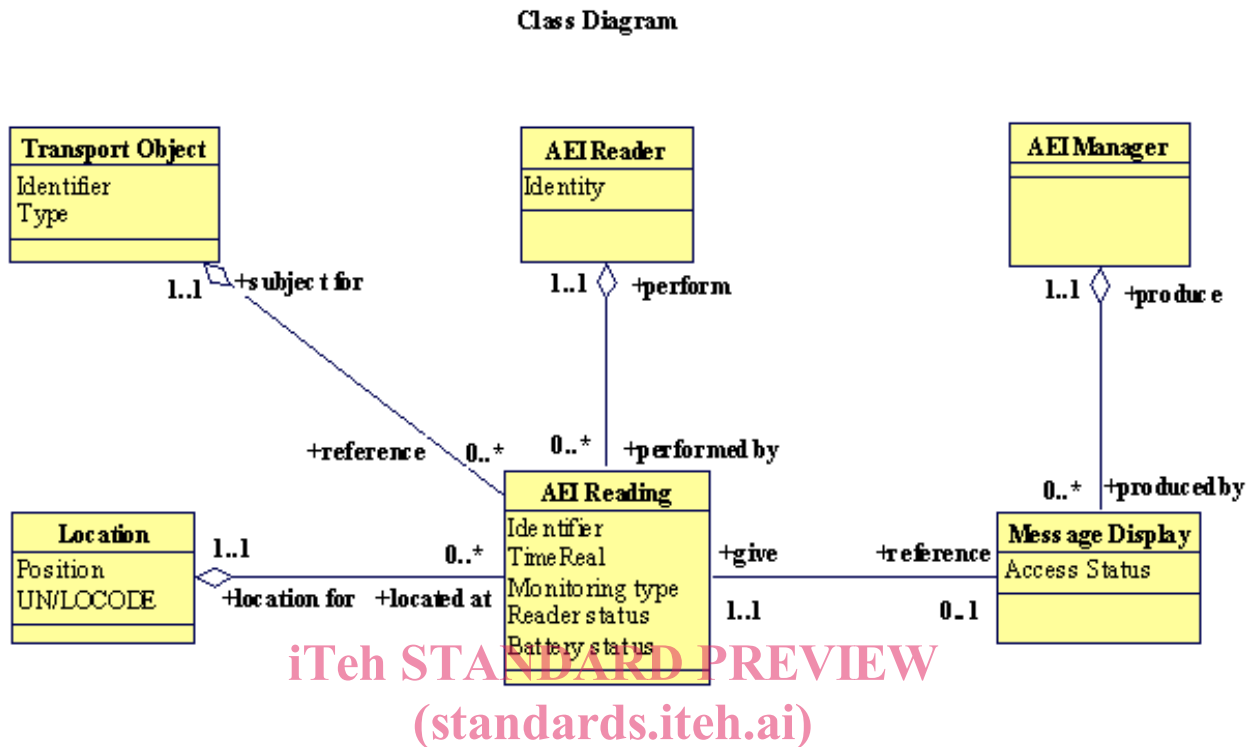 Class Diagram
Transport Object
Identifier
Type
AEI Reader
Identity
AEI Manager
1..1
+subject for
1..1
+perform
1..1
+produce
+reference
0..*
0..*
+performed by
0..*
+produced by
AEI Reading
Identifier
TimeReal
Monitoring type
Reader status
Battery status
Location
Position
UN/LOCODE
1..1
+location for
0..*
+located at
+give
1..1
+reference
0..1
Message Display
Access Status
iTeh STANDARD PREVIEW
(standards.iteh.ai)